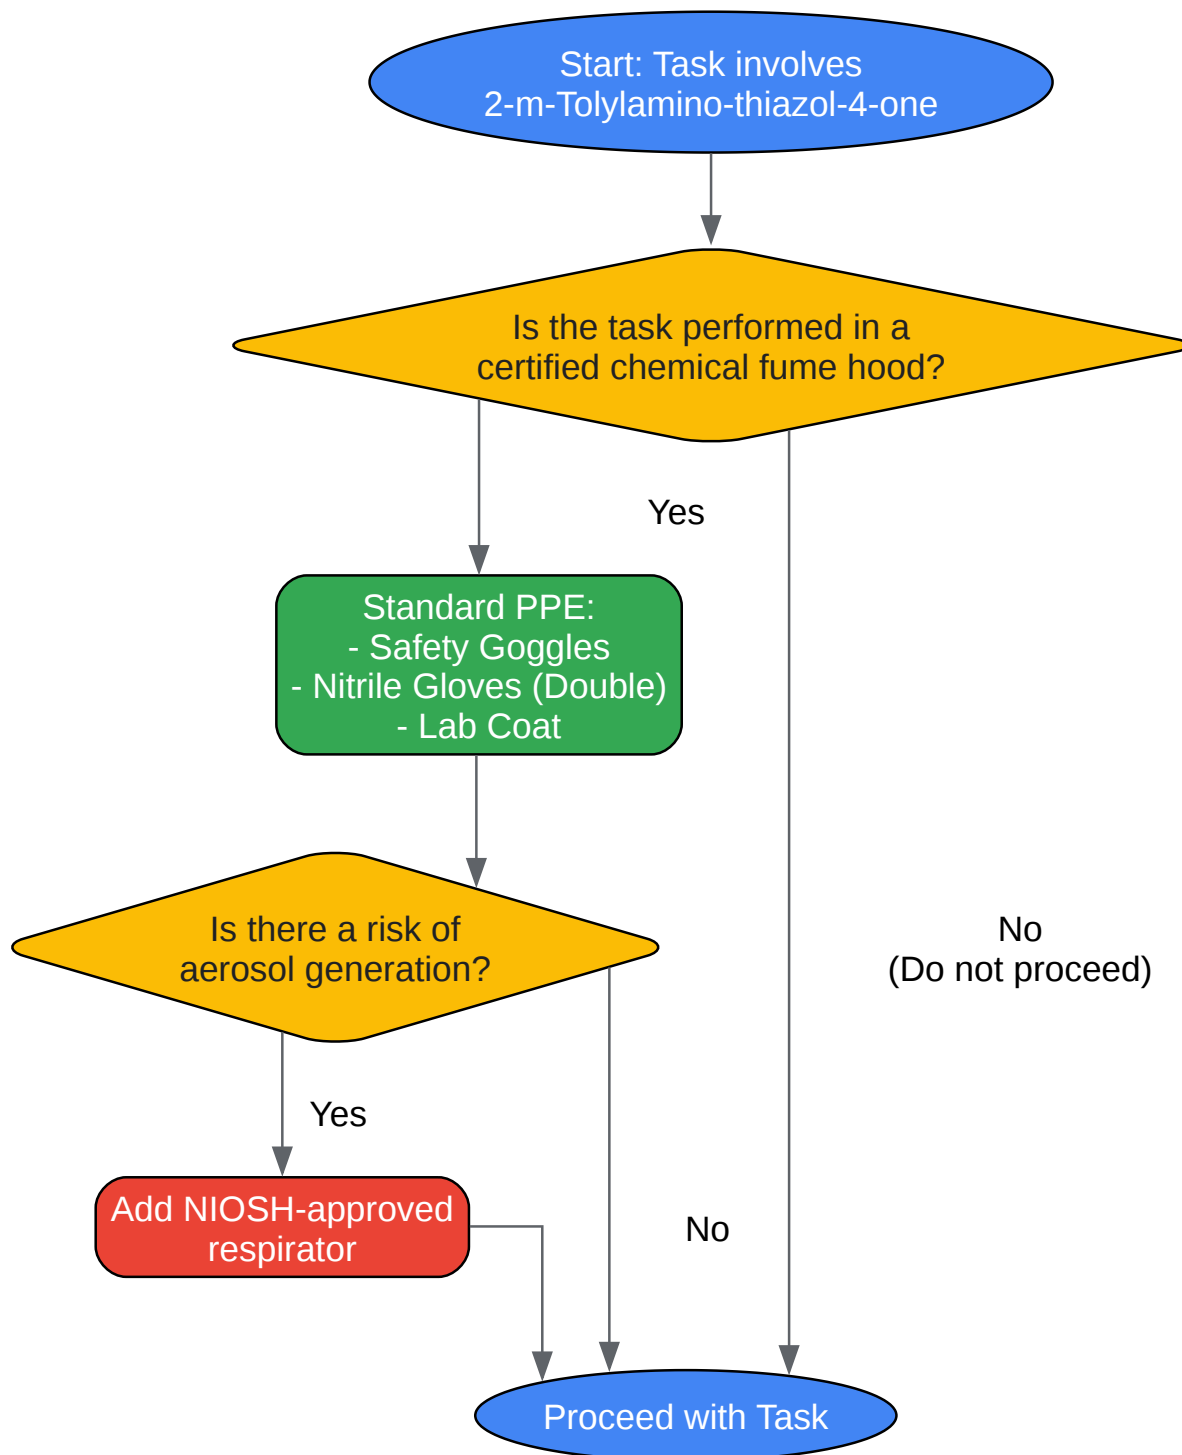 Start: Task involves
2-m-Tolylamino-thiazol-4-one
Is the task performed in a
certified chemical fume hood?
Yes
Standard PPE:
- Safety Goggles
- Nitrile Gloves (Double)
- Lab Coat
Is there a risk of
aerosol generation?
No
(Do not proceed)
Yes
Add NIOSH-approved
respirator
No
Proceed with Task